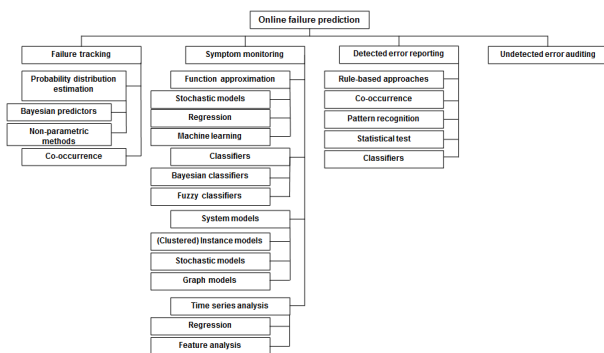 Online failure prediction
Failure tracking
Probability distribution
estimation
Bayesian predictors
Non-parametric
methods
Co-occurrence
Symptom monitoring
Function approximation
Stochastic models
Regression
Machine learning
Classifiers
Bayesian classifiers
Fuzzy classifiers
System models
(Clustered) Instance models
Stochastic models
Graph models
Time series analysis
Regression
Feature analysis
Detected error reporting
Rule-based approaches
Co-occurrence
Pattern recognition
Statistical test
Classifiers
Undetected error auditing